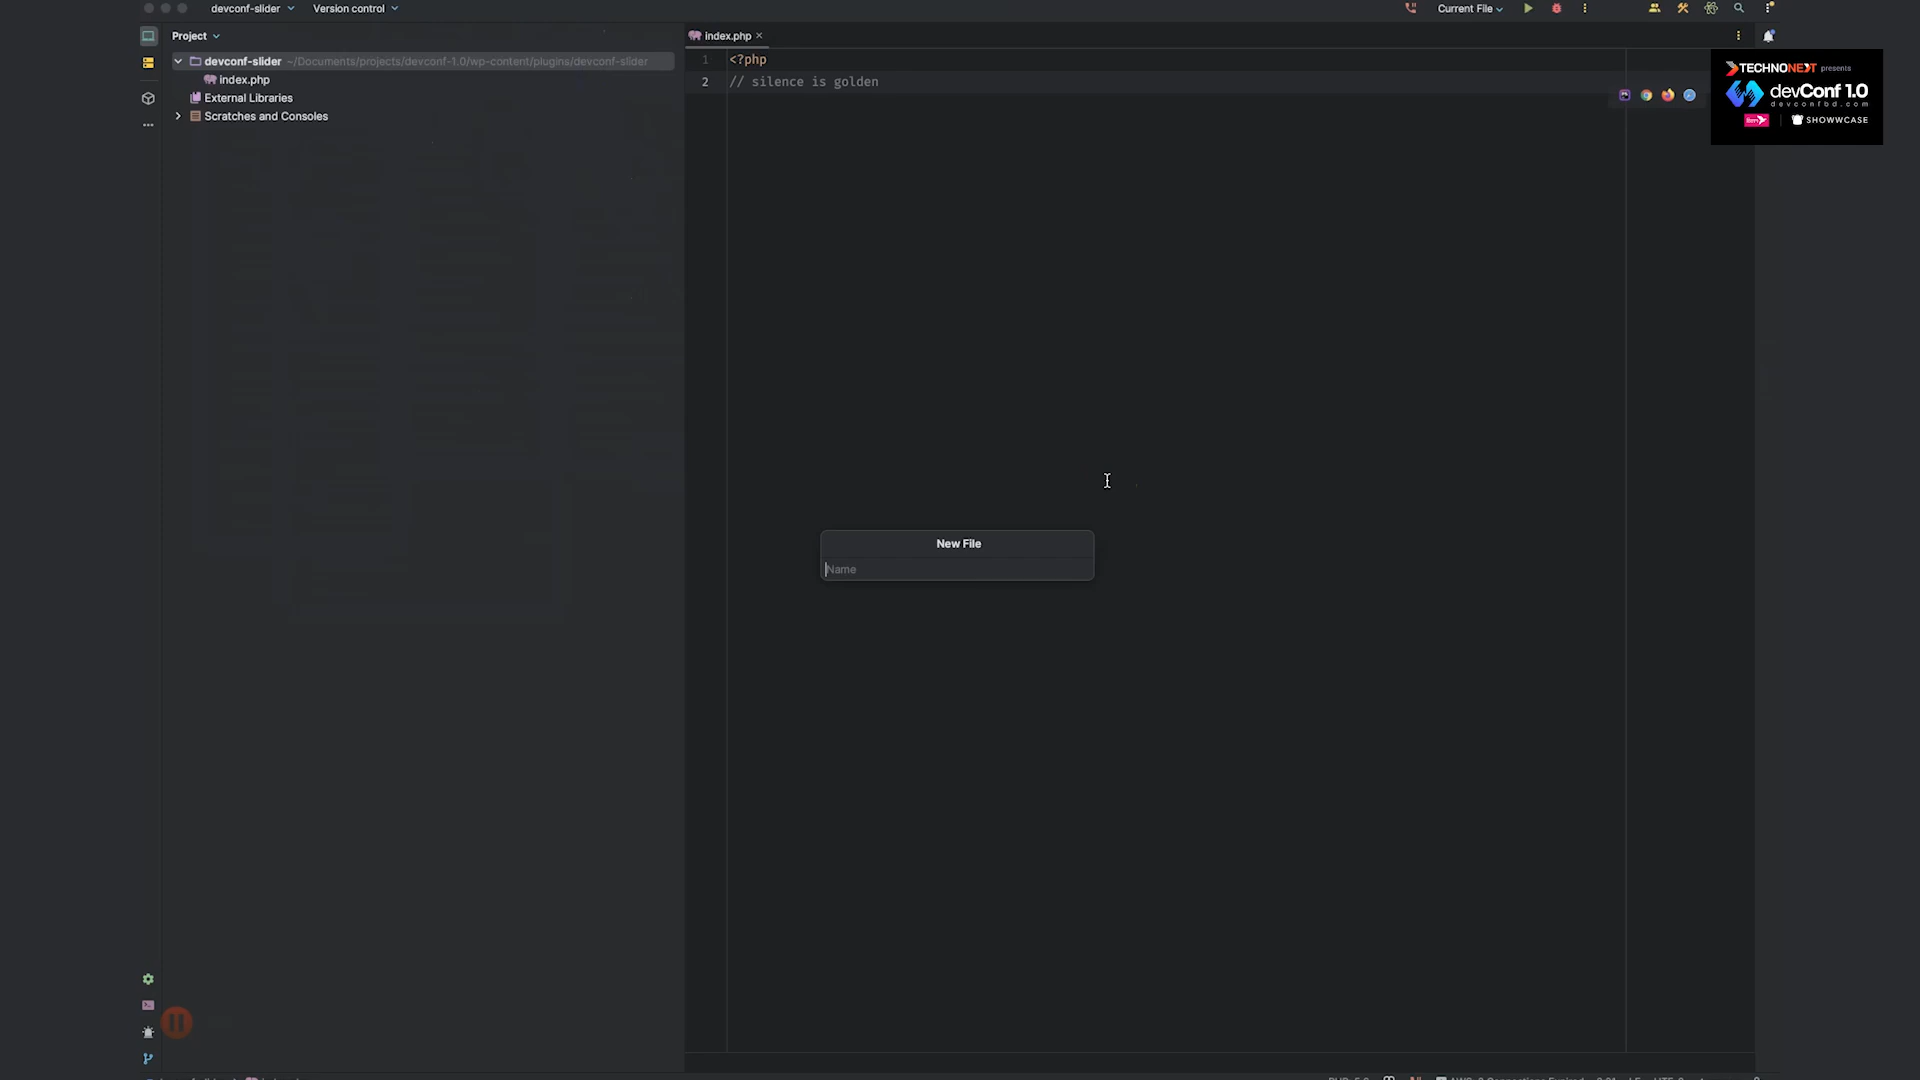 devconf-slider
Version control
Current File
Project
index.php
devconf-slider ~/Documents/projects/devconf-1.0/wp-content/plugins/devconf-slider
index.php
External Libraries
Scratches and Consoles
1 <?php
2 // silence is golden
TECHNONEXT presents
devConf 1.0
devconfbd.com
SHOWWCASE
New File
Name